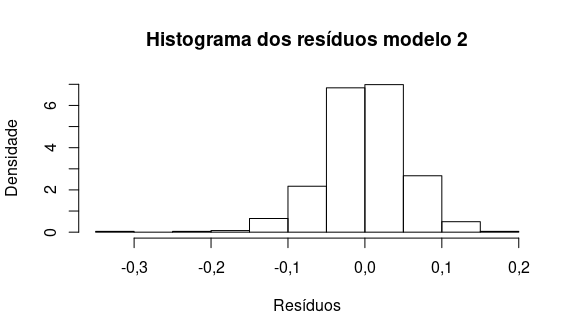 Histograma dos resíduos modelo 2
Densidade
6
4
2
0
-0,3 -0,2 -0,1 0,0 0,1 0,2
Resíduos